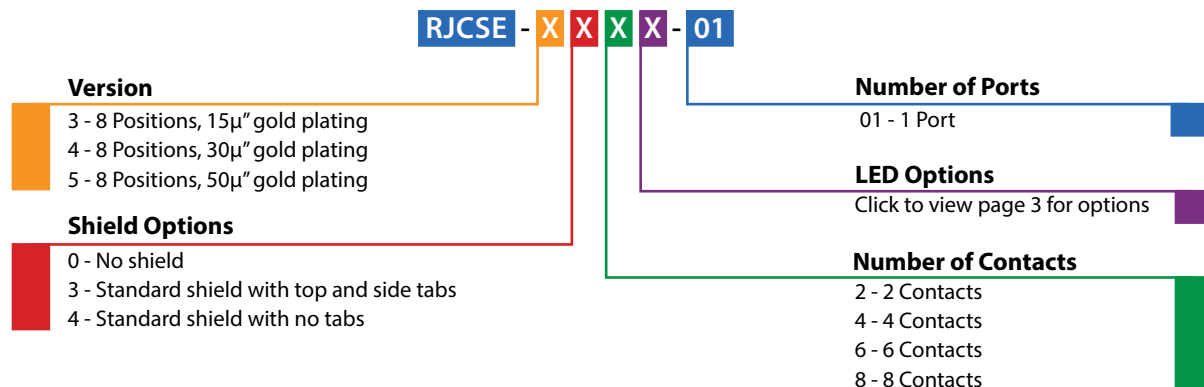 RJCSE - X X X X - 01
Version
3 - 8 Positions, 15µ” gold plating
4 - 8 Positions, 30µ” gold plating
5 - 8 Positions, 50µ” gold plating
Shield Options
0 - No shield
3 - Standard shield with top and side tabs
4 - Standard shield with no tabs
Number of Ports
01 - 1 Port
LED Options
Click to view page 3 for options
Number of Contacts
2 - 2 Contacts
4 - 4 Contacts
6 - 6 Contacts
8 - 8 Contacts